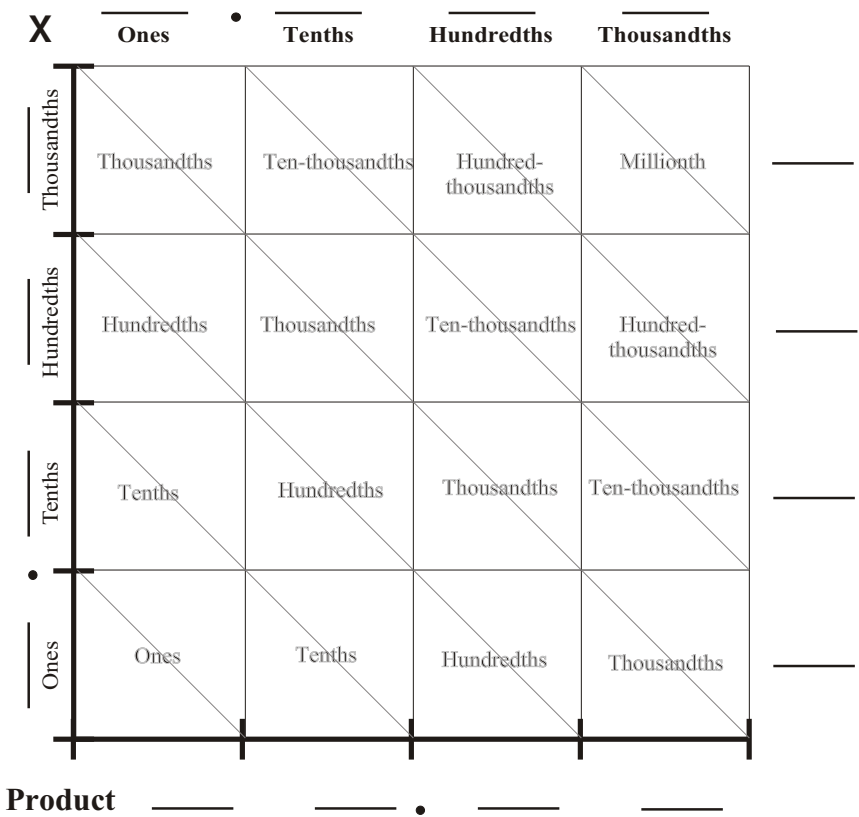 X
Ones Tenths Hundredths Thousandths
Thousandths
Thousandths Ten-thousandths Hundred-
thousandths Millionth
Hundredths
Hundredths Thousandths Ten-thousandths Hundred-
thousandths
Tenths
Tenths Hundredths Thousandths Ten-thousandths
Ones
Ones Tenths Hundredths Thousandths
Product